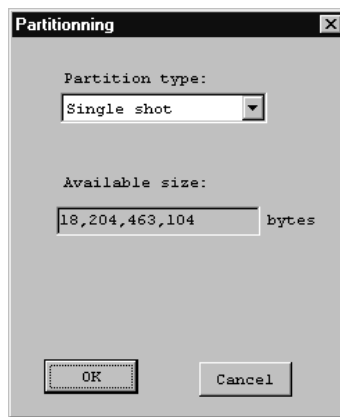 Partitionning
Partition type:
Single shot
Available size:
18,204,463,104 bytes
OK Cancel